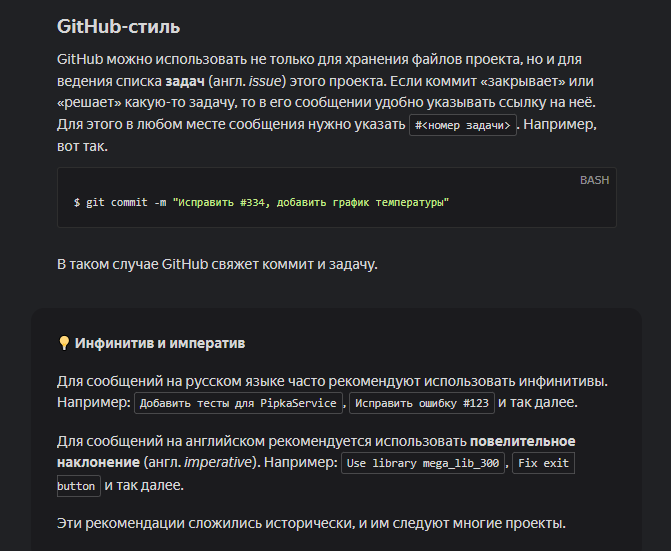 GitHub-стиль
GitHub можно использовать не только для хранения файлов проекта, но и для
ведения списка задач (англ. issue) этого проекта. Если коммит «закрывает» или
«решает» какую-то задачу, то в его сообщении удобно указывать ссылку на неё.
Для этого в любом месте сообщения нужно указать #<номер задачи>. Например,
вот так.
BASH
$ git commit -m "Исправить #334, добавить график температуры"
В таком случае GitHub свяжет коммит и задачу.
💡 Инфинитив и императив
Для сообщений на русском языке часто рекомендуют использовать инфинитивы.
Например: Добавить тесты для PipkaService, Исправить ошибку #123 и так далее.
Для сообщений на английском рекомендуется использовать повелительное
наклонение (англ. imperative). Например: Use library mega_lib_300, Fix exit
button и так далее.
Эти рекомендации сложились исторически, и им следуют многие проекты.